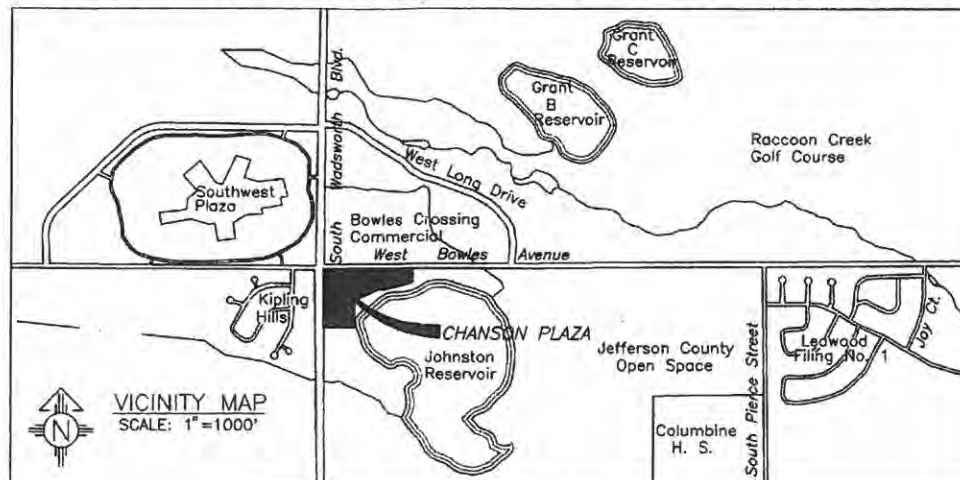 Grant
C
Reservoir
Grant
B
Reservoir
Raccoon Creek
Golf Course
South Wadsworth Blvd.
West Long Drive
Southwest
Plaza
Bowles Crossing
Commercial
West Bowles Avenue
Kipling
Hills
CHANSON PLAZA
Johnston
Reservoir
Jefferson County
Open Space
South Pierce Street
Ledwood
Filing No. 1
Joy Ct.
Columbine
H. S.
N
VICINITY MAP
SCALE: 1"=1000'